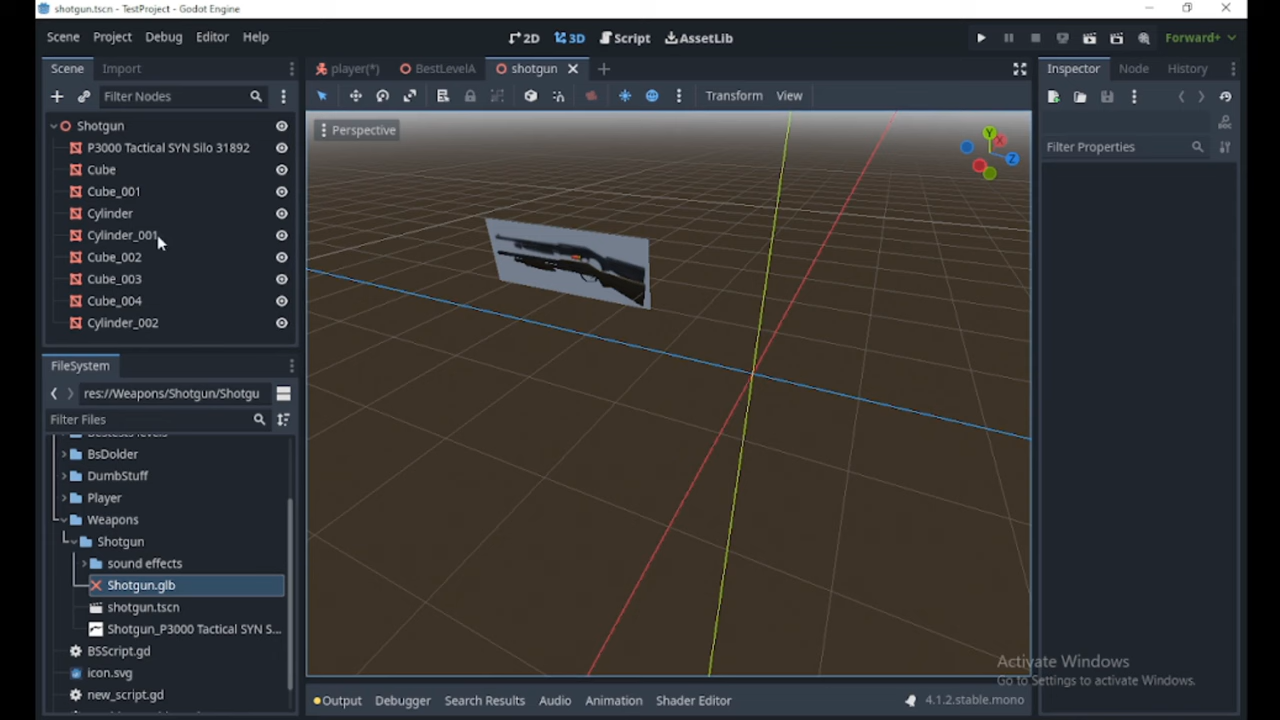 shotgun.tscn - TestProject - Godot Engine
Scene Project Debug Editor Help
2D 3D Script AssetLib
Forward+
Scene Import
player(*) BestLevelA shotgun
Inspector Node History
Filter Nodes
Transform View
Shotgun
Perspective
P3000 Tactical SYN Silo 31892
Filter Properties
Cube
Cube_001
Cylinder
Cylinder_001
Cube_002
Cube_003
Cube_004
Cylinder_002
FileSystem
res://Weapons/Shotgun/Shotgu
Filter Files
BsDolder
DumbStuff
Player
Weapons
Shotgun
sound effects
Shotgun.glb
shotgun.tscn
Shotgun_P3000 Tactical SYN S...
BSScript.gd
icon.svg
new_script.gd
Y
X
Z
DOC
Activate Windows
Go to Settings to activate Windows.
Output Debugger Search Results Audio Animation Shader Editor
4.1.2.stable.mono